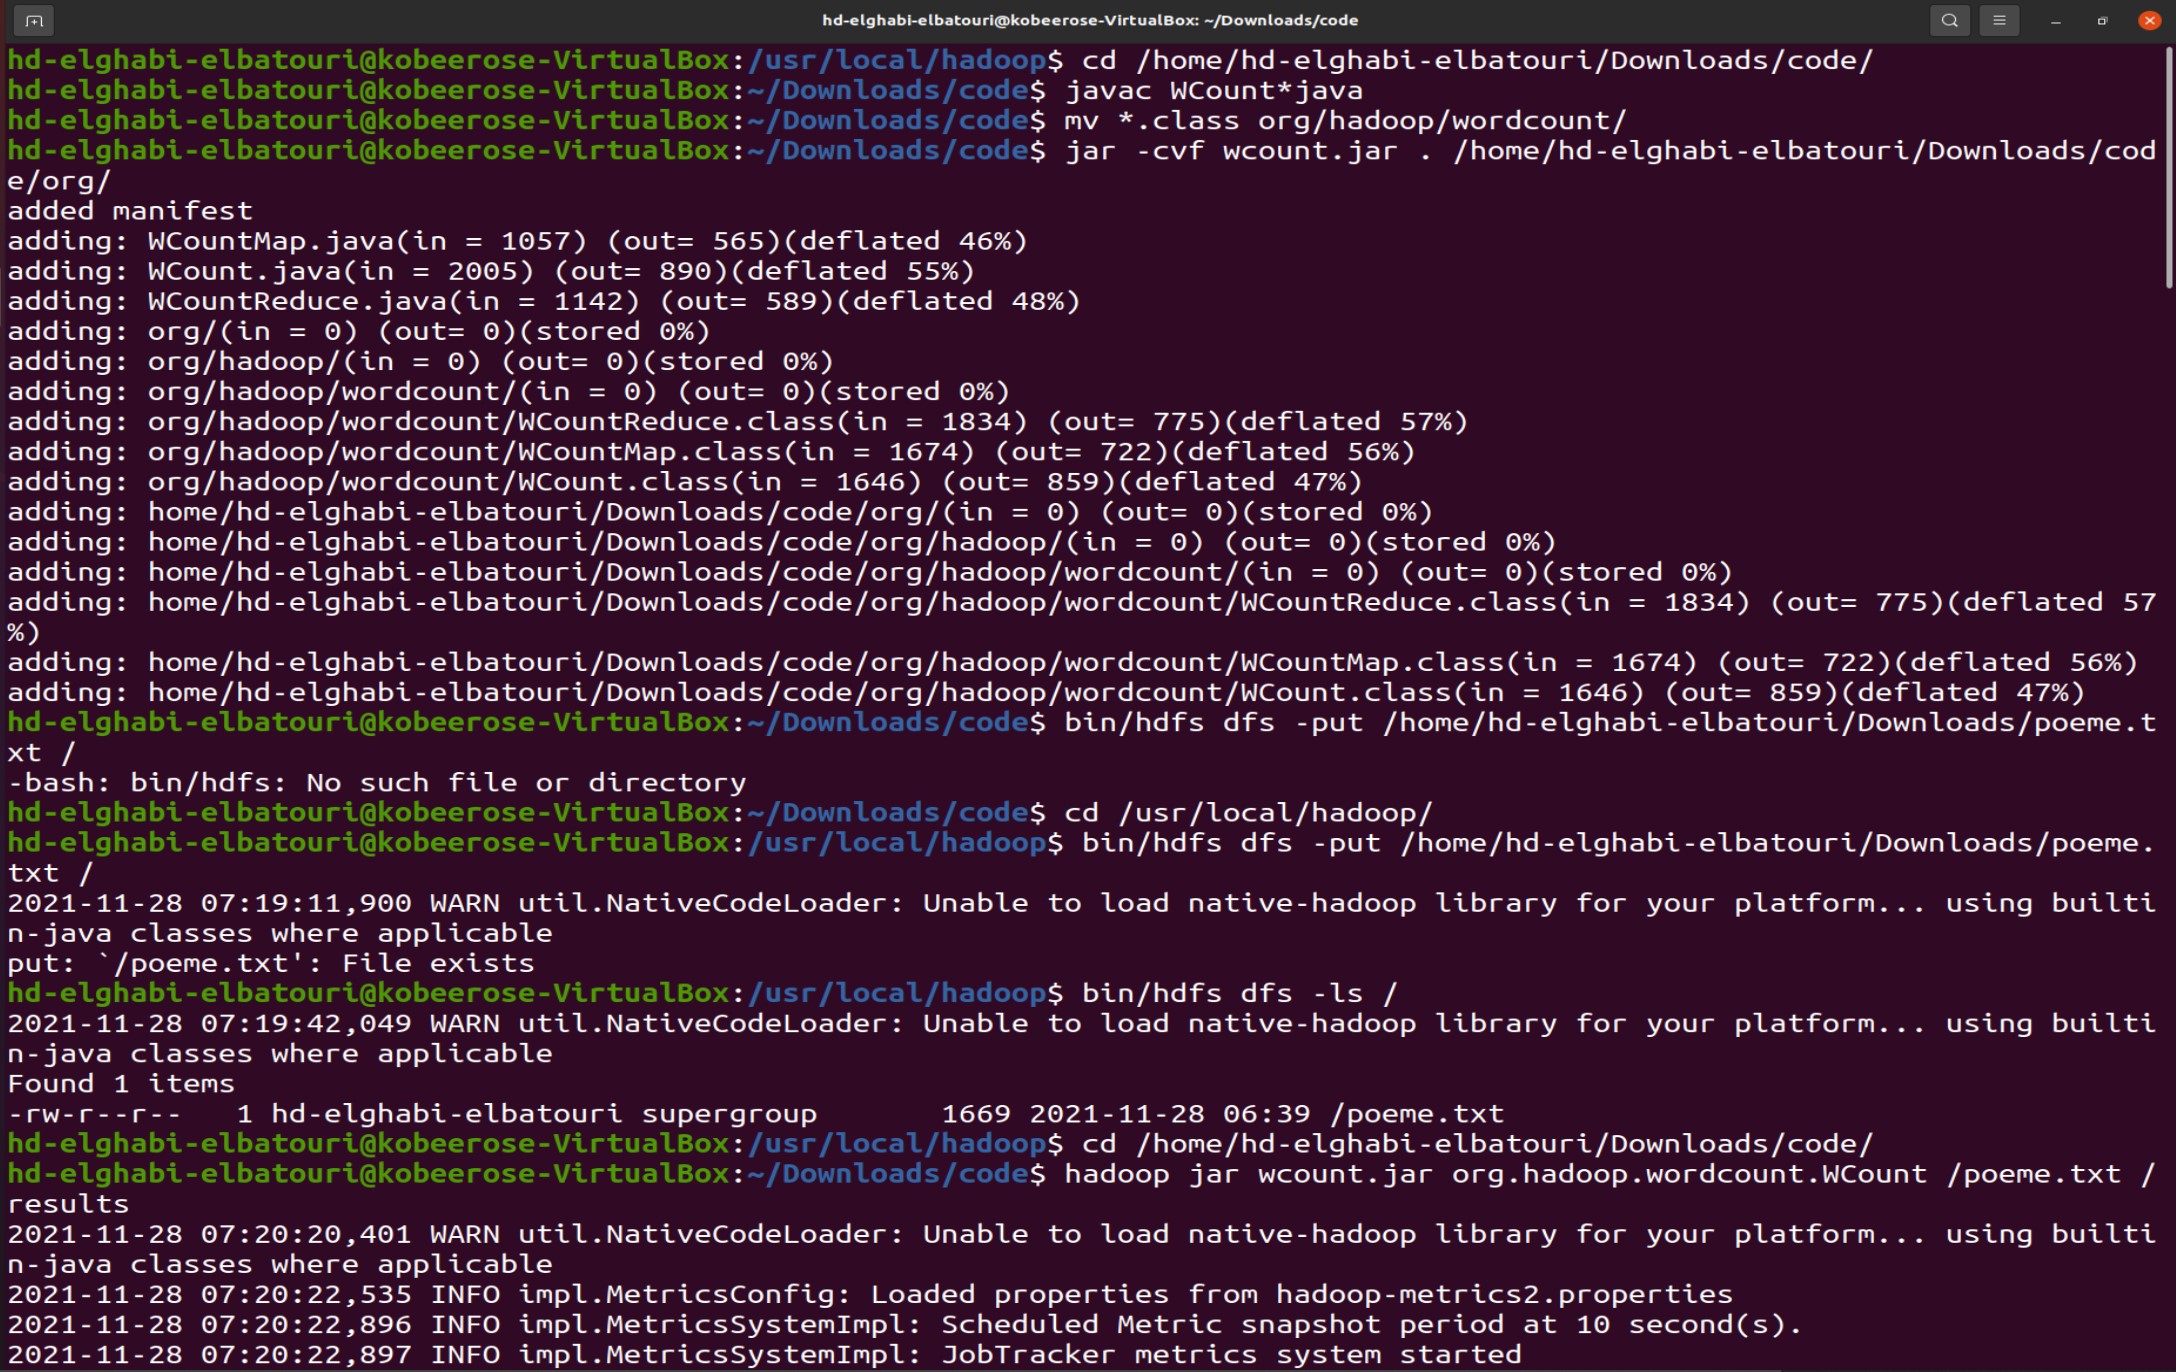 hd-elghabi-elbatouri@kobeerose-VirtualBox: ~/Downloads/code
hd-elghabi-elbatouri@kobeerose-VirtualBox:/usr/local/hadoop$ cd /home/hd-elghabi-elbatouri/Downloads/code/
hd-elghabi-elbatouri@kobeerose-VirtualBox:~/Downloads/code$ javac WCount*java
hd-elghabi-elbatouri@kobeerose-VirtualBox:~/Downloads/code$ mv *.class org/hadoop/wordcount/
hd-elghabi-elbatouri@kobeerose-VirtualBox:~/Downloads/code$ jar -cvf wcount.jar . /home/hd-elghabi-elbatouri/Downloads/cod
e/org/
added manifest
adding: WCountMap.java(in = 1057) (out= 565)(deflated 46%)
adding: WCount.java(in = 2005) (out= 890)(deflated 55%)
adding: WCountReduce.java(in = 1142) (out= 589)(deflated 48%)
adding: org/(in = 0) (out= 0)(stored 0%)
adding: org/hadoop/(in = 0) (out= 0)(stored 0%)
adding: org/hadoop/wordcount/(in = 0) (out= 0)(stored 0%)
adding: org/hadoop/wordcount/WCountReduce.class(in = 1834) (out= 775)(deflated 57%)
adding: org/hadoop/wordcount/WCountMap.class(in = 1674) (out= 722)(deflated 56%)
adding: org/hadoop/wordcount/WCount.class(in = 1646) (out= 859)(deflated 47%)
adding: home/hd-elghabi-elbatouri/Downloads/code/org/(in = 0) (out= 0)(stored 0%)
adding: home/hd-elghabi-elbatouri/Downloads/code/org/hadoop/(in = 0) (out= 0)(stored 0%)
adding: home/hd-elghabi-elbatouri/Downloads/code/org/hadoop/wordcount/(in = 0) (out= 0)(stored 0%)
adding: home/hd-elghabi-elbatouri/Downloads/code/org/hadoop/wordcount/WCountReduce.class(in = 1834) (out= 775)(deflated 57
%)
adding: home/hd-elghabi-elbatouri/Downloads/code/org/hadoop/wordcount/WCountMap.class(in = 1674) (out= 722)(deflated 56%)
adding: home/hd-elghabi-elbatouri/Downloads/code/org/hadoop/wordcount/WCount.class(in = 1646) (out= 859)(deflated 47%)
hd-elghabi-elbatouri@kobeerose-VirtualBox:~/Downloads/code$ bin/hdfs dfs -put /home/hd-elghabi-elbatouri/Downloads/poeme.t
xt /
-bash: bin/hdfs: No such file or directory
hd-elghabi-elbatouri@kobeerose-VirtualBox:~/Downloads/code$ cd /usr/local/hadoop/
hd-elghabi-elbatouri@kobeerose-VirtualBox:/usr/local/hadoop$ bin/hdfs dfs -put /home/hd-elghabi-elbatouri/Downloads/poeme.
txt /
2021-11-28 07:19:11,900 WARN util.NativeCodeLoader: Unable to load native-hadoop library for your platform... using builti
n-java classes where applicable
put: `/poeme.txt': File exists
hd-elghabi-elbatouri@kobeerose-VirtualBox:/usr/local/hadoop$ bin/hdfs dfs -ls /
2021-11-28 07:19:42,049 WARN util.NativeCodeLoader: Unable to load native-hadoop library for your platform... using builti
n-java classes where applicable
Found 1 items
-rw-r--r--   1 hd-elghabi-elbatouri supergroup       1669 2021-11-28 06:39 /poeme.txt
hd-elghabi-elbatouri@kobeerose-VirtualBox:/usr/local/hadoop$ cd /home/hd-elghabi-elbatouri/Downloads/code/
hd-elghabi-elbatouri@kobeerose-VirtualBox:~/Downloads/code$ hadoop jar wcount.jar org.hadoop.wordcount.WCount /poeme.txt /
results
2021-11-28 07:20:20,401 WARN util.NativeCodeLoader: Unable to load native-hadoop library for your platform... using builti
n-java classes where applicable
2021-11-28 07:20:22,535 INFO impl.MetricsConfig: Loaded properties from hadoop-metrics2.properties
2021-11-28 07:20:22,896 INFO impl.MetricsSystemImpl: Scheduled Metric snapshot period at 10 second(s).
2021-11-28 07:20:22,897 INFO impl.MetricsSystemImpl: JobTracker metrics system started